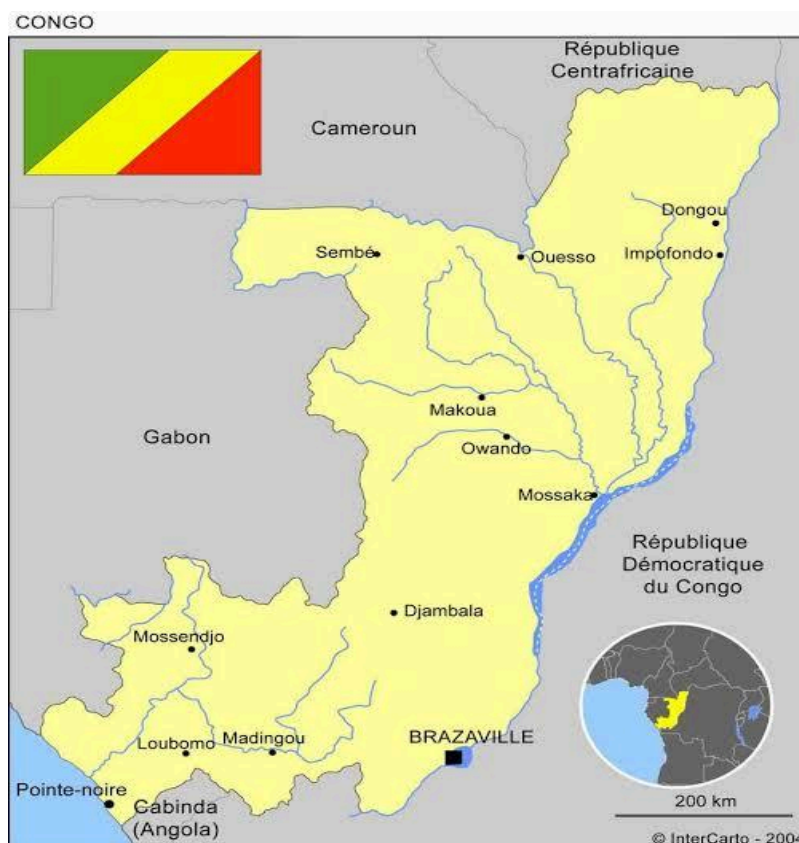 CONGO
République
Centrafricaine
Cameroun
Dongou
Sembé
Ouesso
Impofondo
Makoua
Gabon
Owando
Mossaka
République
Démocratique
du Congo
Djambala
Mossendjo
BRAZAVILLE
Loubomo
Madingou
Pointe-noire
Cabinda
(Angola)
200 km
© InterCarto - 2004